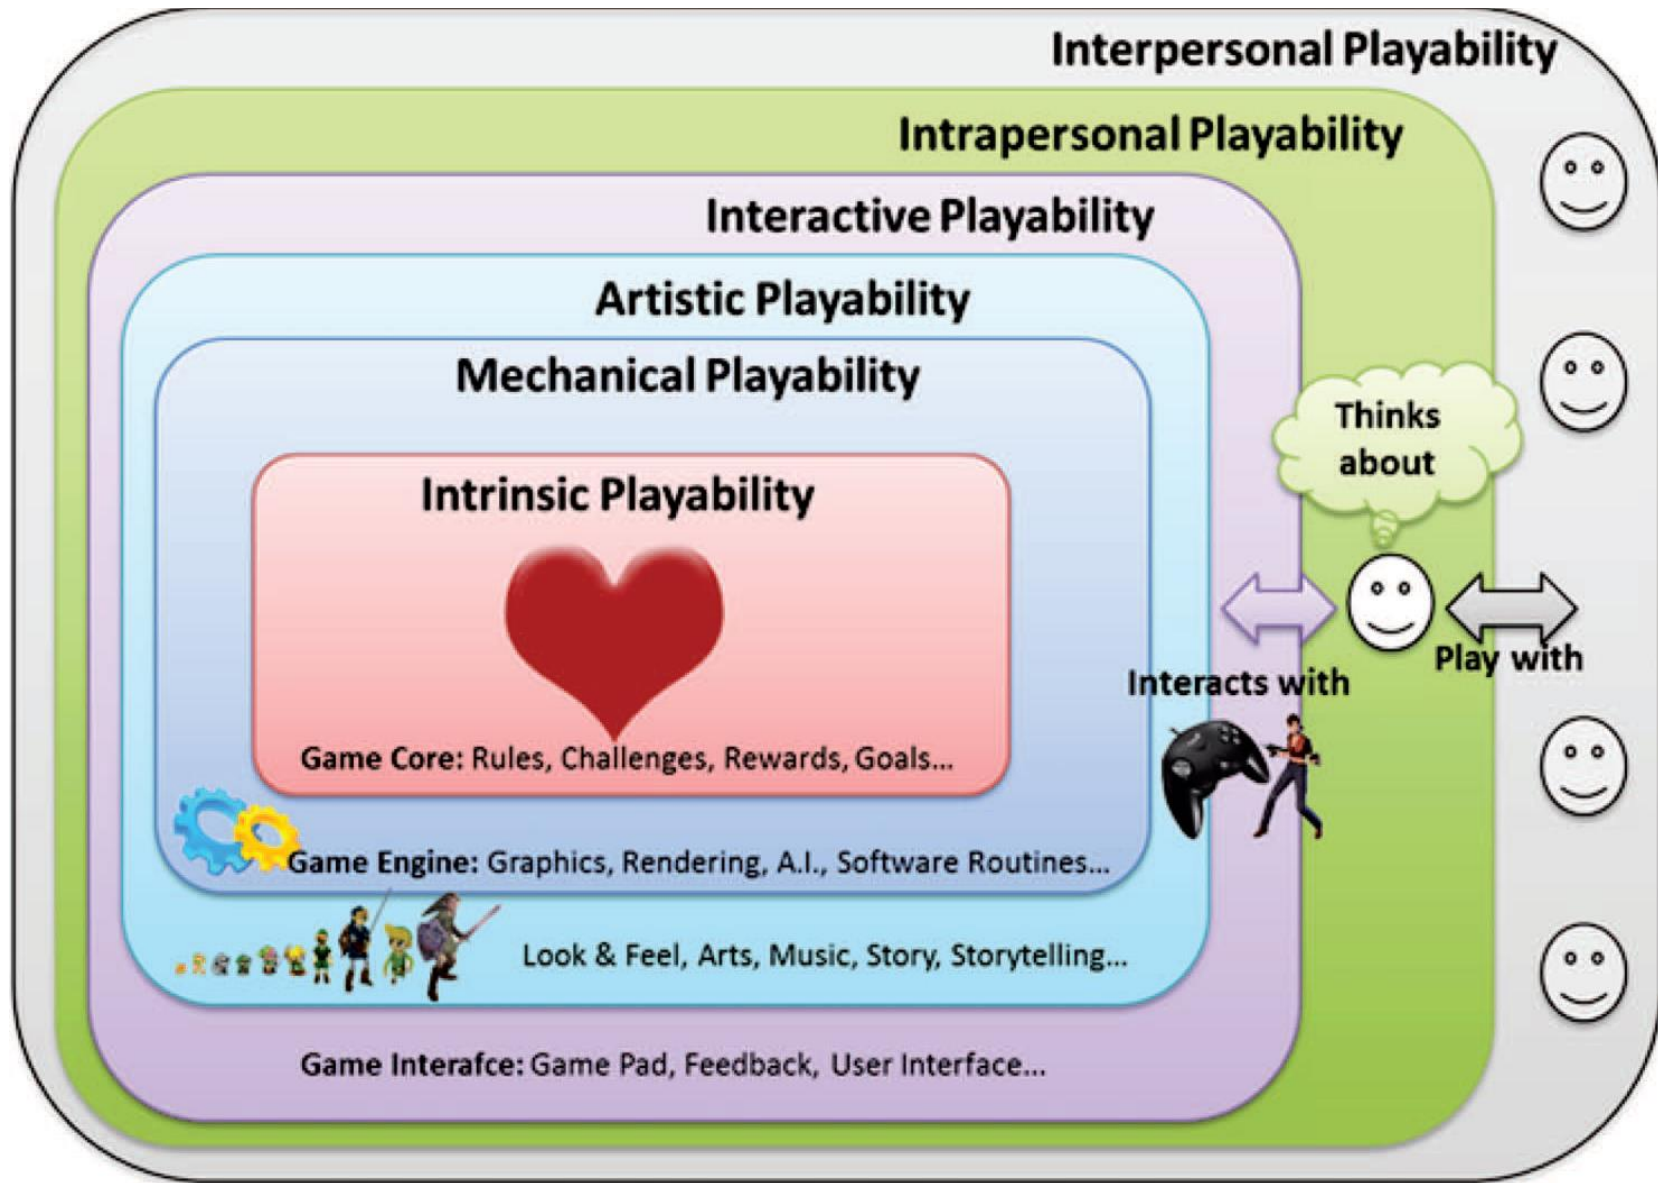 Interpersonal Playability
Intrapersonal Playability
Interactive Playability
Artistic Playability
Mechanical Playability
Intrinsic Playability
Thinks
about
Play with
Interacts with
Game Core: Rules, Challenges, Rewards, Goals...
Game Engine: Graphics, Rendering, A.I., Software Routines...
Look & Feel, Arts, Music, Story, Storytelling...
Game Interafce: Game Pad, Feedback, User Interface...